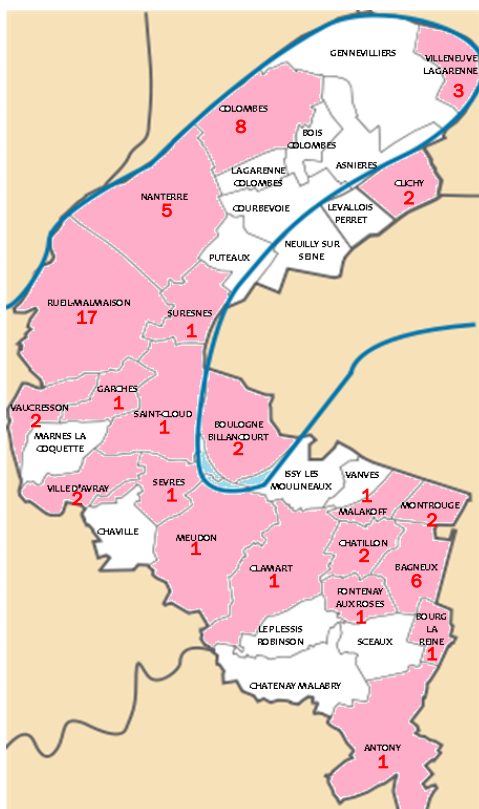 GENNEVILLIERS
VILLENEUVE
LAGARENNE
3
COLOMBES
8
BOIS
COLOMBES
ASNIERES
LAGARENNE
COLOMBES
CLICHY
2
NANTERRE
5
COURBEVOIE
LEVALLOIS
PERRET
NEUILLY SUR
SEINE
PUTEAUX
RUEIL-MALMAISON
17
SURESNES
1
GARCHES
1
VAUCRESSON
2
SAINT-CLOUD
1
BOULOGNE
BILLANCOURT
2
MARNES LA
COQUETTE
VILLE D'AVRAY
2
SEVRES
1
ISSY LES
MOULINEAUX
VANVES
1
MALAKOFF
MONTROUGE
2
CHAVILLE
MEUDON
1
CHATILLON
2
CLAMART
1
BAGNEUX
6
FONTENAY
AUX ROSES
1
BOURG
LA
REINE
1
LE PLESSIS
ROBINSON
SCEAUX
CHATENAY MALABRY
ANTONY
1